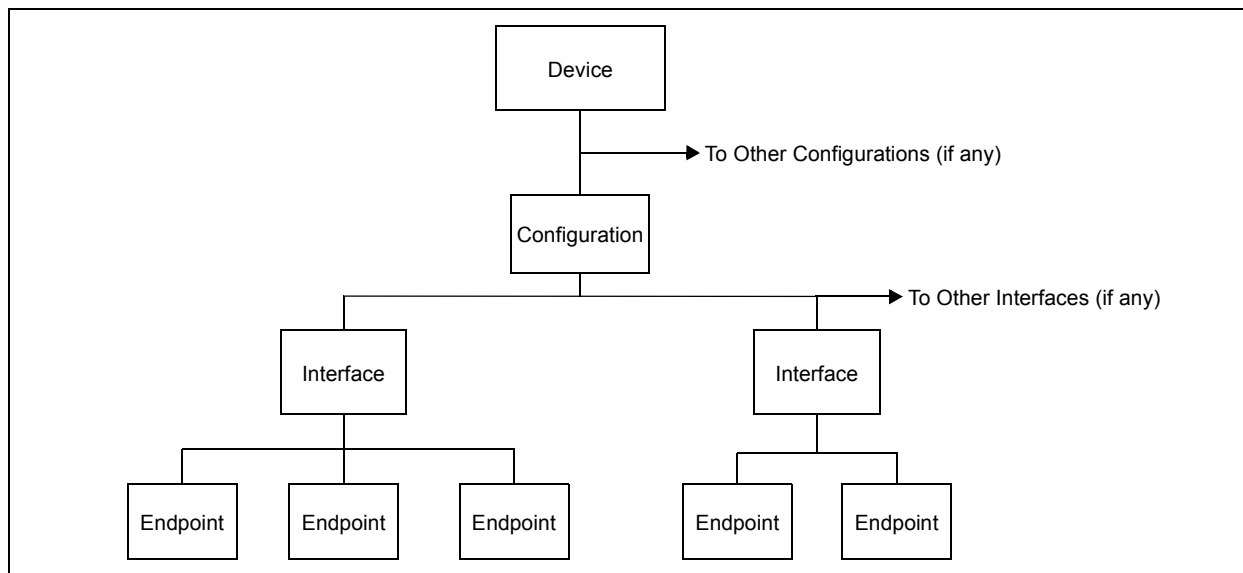 Device
To Other Configurations (if any)
Configuration
To Other Interfaces (if any)
Interface
Interface
Endpoint
Endpoint
Endpoint
Endpoint
Endpoint